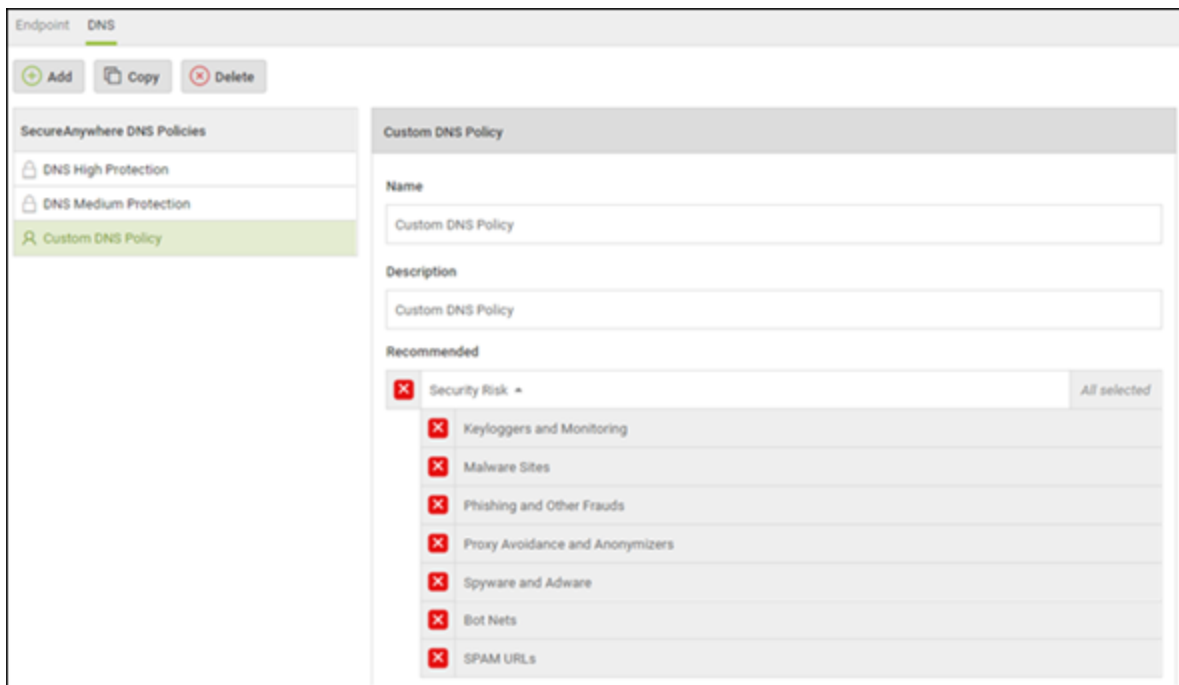 Endpoint DNS
Add Copy Delete
SecureAnywhere DNS Policies
DNS High Protection
DNS Medium Protection
Custom DNS Policy
Custom DNS Policy
Name
Custom DNS Policy
Description
Custom DNS Policy
Recommended
Security Risk All selected
Keyloggers and Monitoring
Malware Sites
Phishing and Other Frauds
Proxy Avoidance and Anonymizers
Spyware and Adware
Bot Nets
SPAM URLs